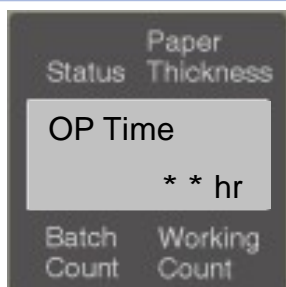 Paper
Status Thickness
OP Time
* * hr
Batch Working
Count Count